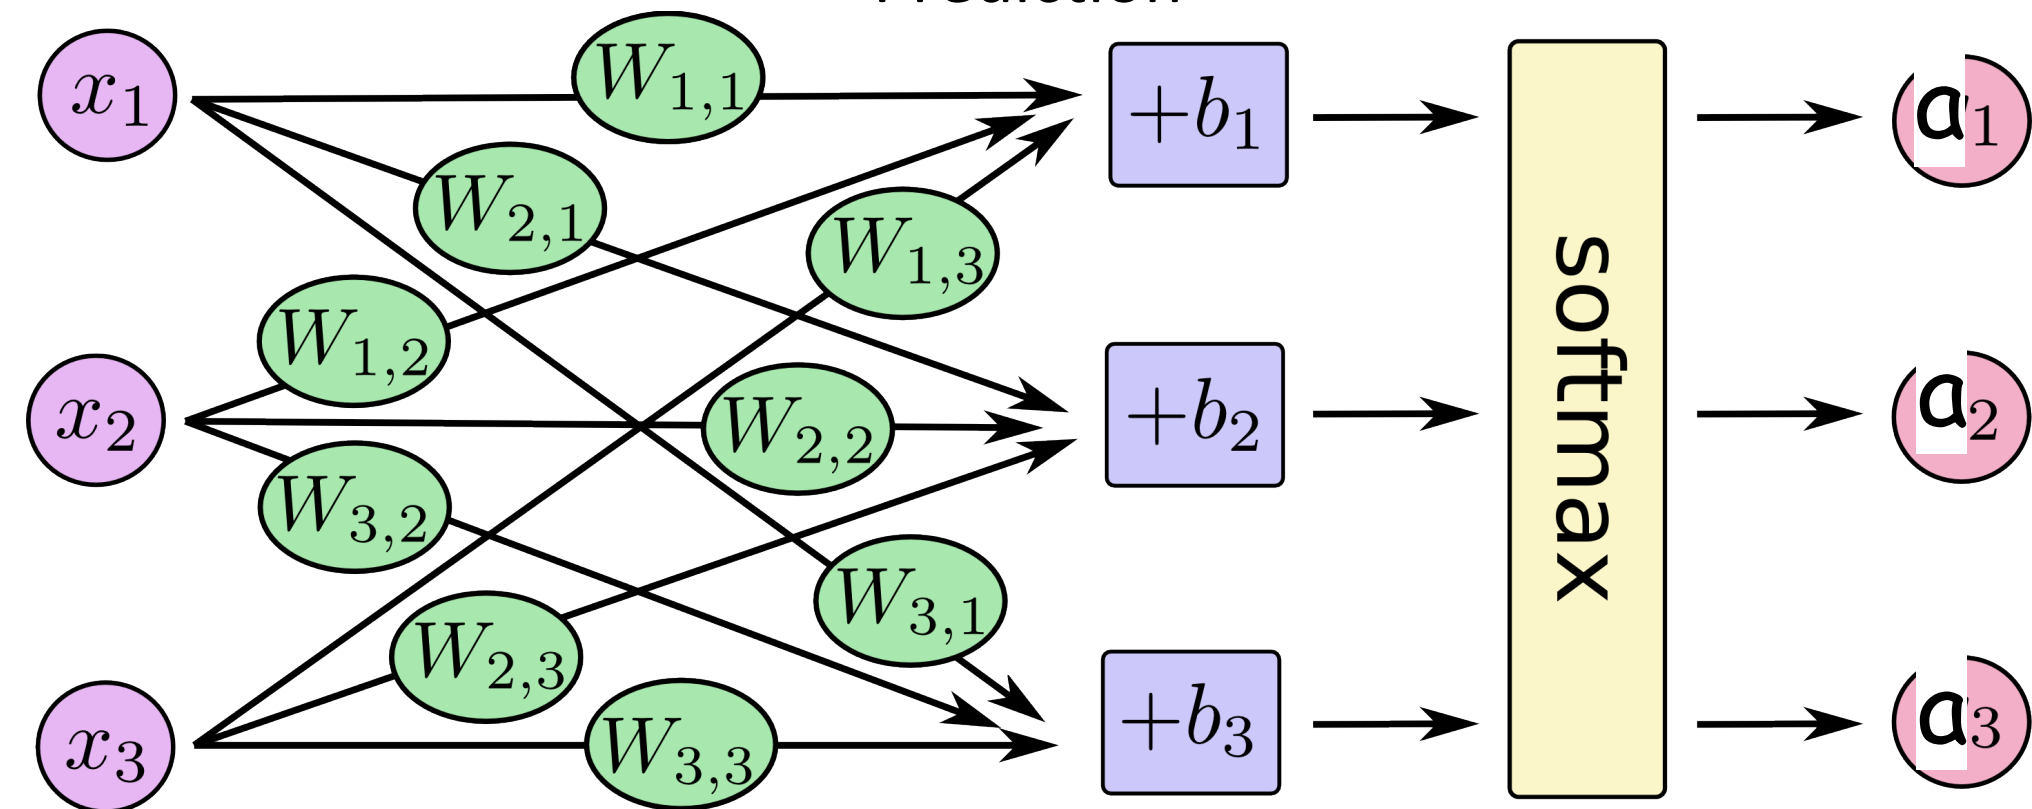 Prediction
x1 W1,1 +b1 a1
W2,1
W1,3
W1,2
x2 W2,2 +b2 softmax a2
W3,2
W3,1
W2,3
x3 W3,3 +b3 a3